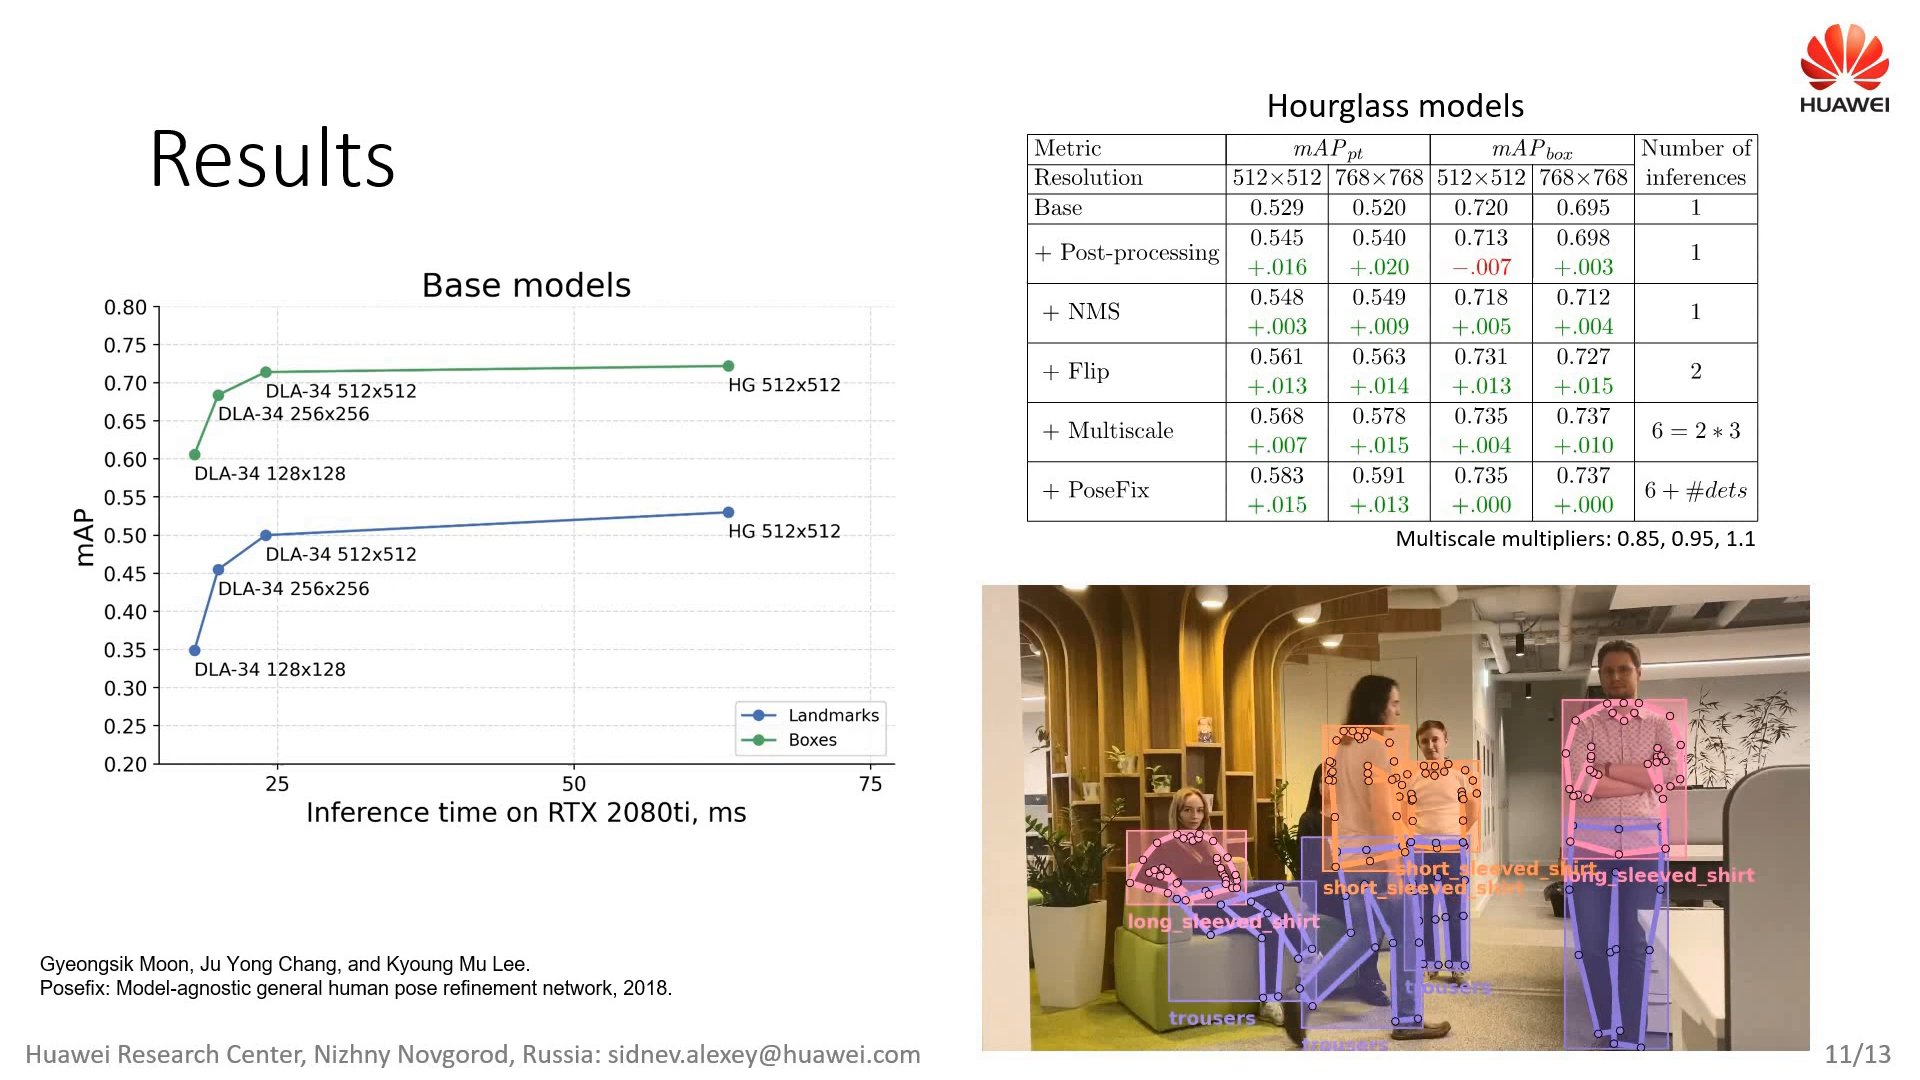 HUAWEI
Results
Base models
0.80
0.75
0.70
0.65
0.60
0.55
0.50
0.45
0.40
0.35
0.30
0.25
0.20
mAP
DLA-34 512x512
HG 512x512
DLA-34 256x256
DLA-34 128x128
HG 512x512
DLA-34 512x512
DLA-34 256x256
DLA-34 128x128
Landmarks
Boxes
25 50 75
Inference time on RTX 2080ti, ms
Hourglass models
Metric mAP_pt mAP_box Number of
Resolution 512×512 768×768 512×512 768×768 inferences
Base 0.529 0.520 0.720 0.695 1
0.545 0.540 0.713 0.698
+ Post-processing 1
+.016 +.020 −.007 +.003
0.548 0.549 0.718 0.712
+ NMS 1
+.003 +.009 +.005 +.004
0.561 0.563 0.731 0.727
+ Flip 2
+.013 +.014 +.013 +.015
0.568 0.578 0.735 0.737
+ Multiscale 6 = 2 * 3
+.007 +.015 +.004 +.010
0.583 0.591 0.735 0.737
+ PoseFix 6 + #dets
+.015 +.013 +.000 +.000
Multiscale multipliers: 0.85, 0.95, 1.1
short_sleeved_shirt
long_sleeved_shirt
short_sleeved_shirt
long_sleeved_shirt
trousers
trousers
trousers
Gyeongsik Moon, Ju Yong Chang, and Kyoung Mu Lee.
Posefix: Model-agnostic general human pose refinement network, 2018.
Huawei Research Center, Nizhny Novgorod, Russia: sidnev.alexey@huawei.com
11/13